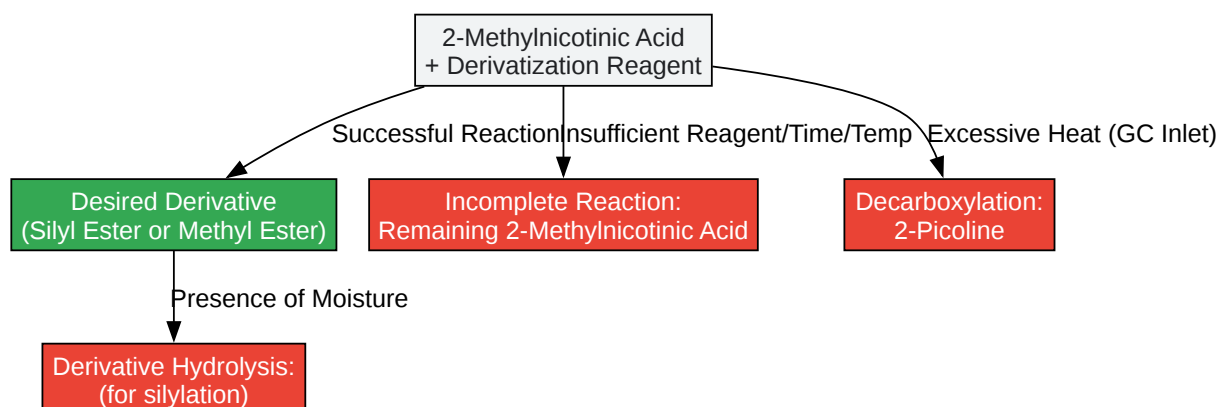 2-Methylnicotinic Acid
+ Derivatization Reagent
Successful Reaction
Insufficient Reagent/Time/Temp
Excessive Heat (GC Inlet)
Desired Derivative
(Silyl Ester or Methyl Ester)
Incomplete Reaction:
Remaining 2-Methylnicotinic Acid
Decarboxylation:
2-Picoline
Presence of Moisture
Derivative Hydrolysis:
(for silylation)